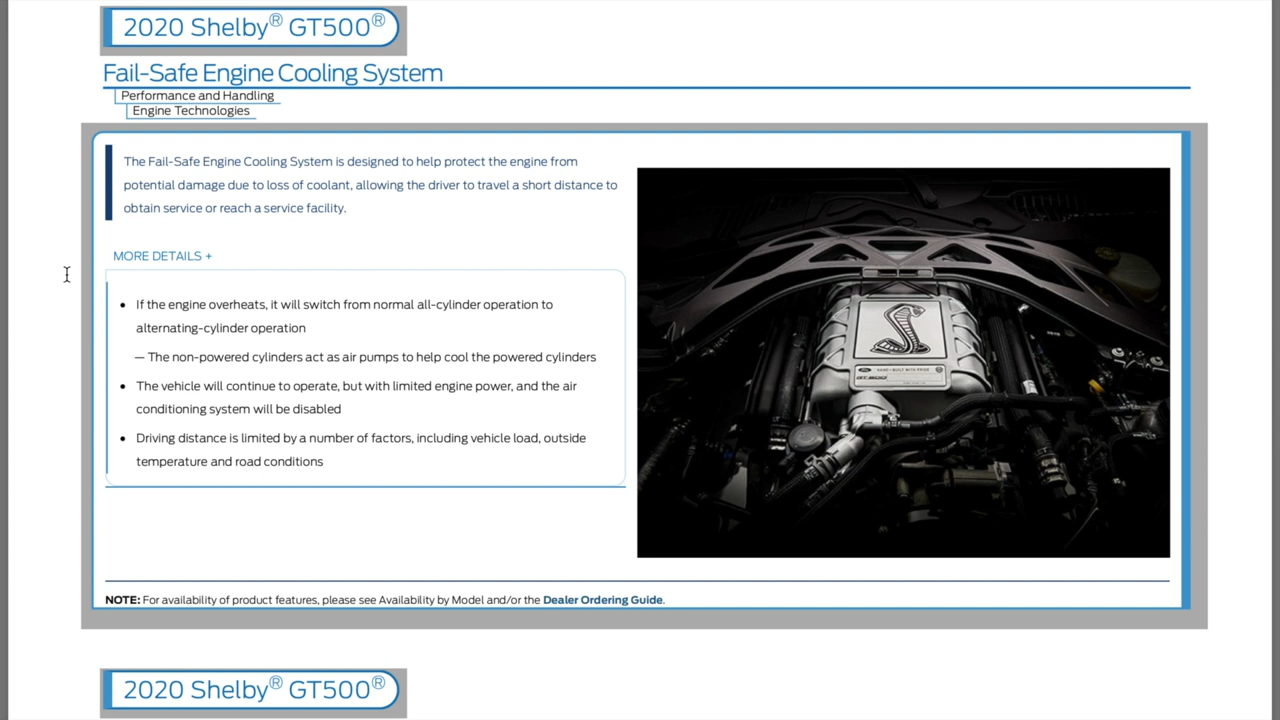 2020 Shelby® GT500®
Fail-Safe Engine Cooling System
Performance and Handling
Engine Technologies
The Fail-Safe Engine Cooling System is designed to help protect the engine from
potential damage due to loss of coolant, allowing the driver to travel a short distance to
obtain service or reach a service facility.
MORE DETAILS +
• If the engine overheats, it will switch from normal all-cylinder operation to
alternating-cylinder operation
— The non-powered cylinders act as air pumps to help cool the powered cylinders
• The vehicle will continue to operate, but with limited engine power, and the air
conditioning system will be disabled
• Driving distance is limited by a number of factors, including vehicle load, outside
temperature and road conditions
NOTE: For availability of product features, please see Availability by Model and/or the Dealer Ordering Guide.
2020 Shelby® GT500®